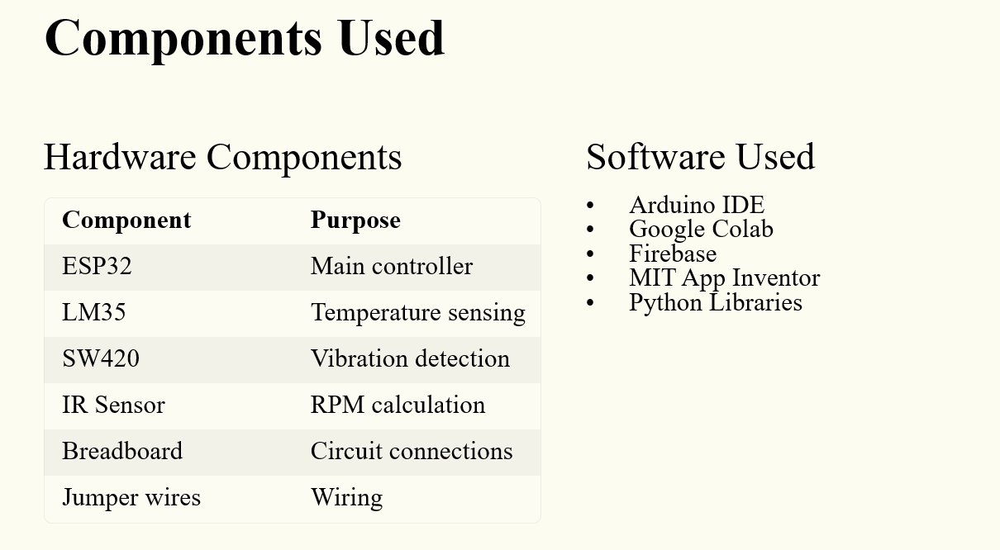 Components Used
Hardware Components
Component Purpose
ESP32 Main controller
LM35 Temperature sensing
SW420 Vibration detection
IR Sensor RPM calculation
Breadboard Circuit connections
Jumper wires Wiring
Software Used
• Arduino IDE
• Google Colab
• Firebase
• MIT App Inventor
• Python Libraries